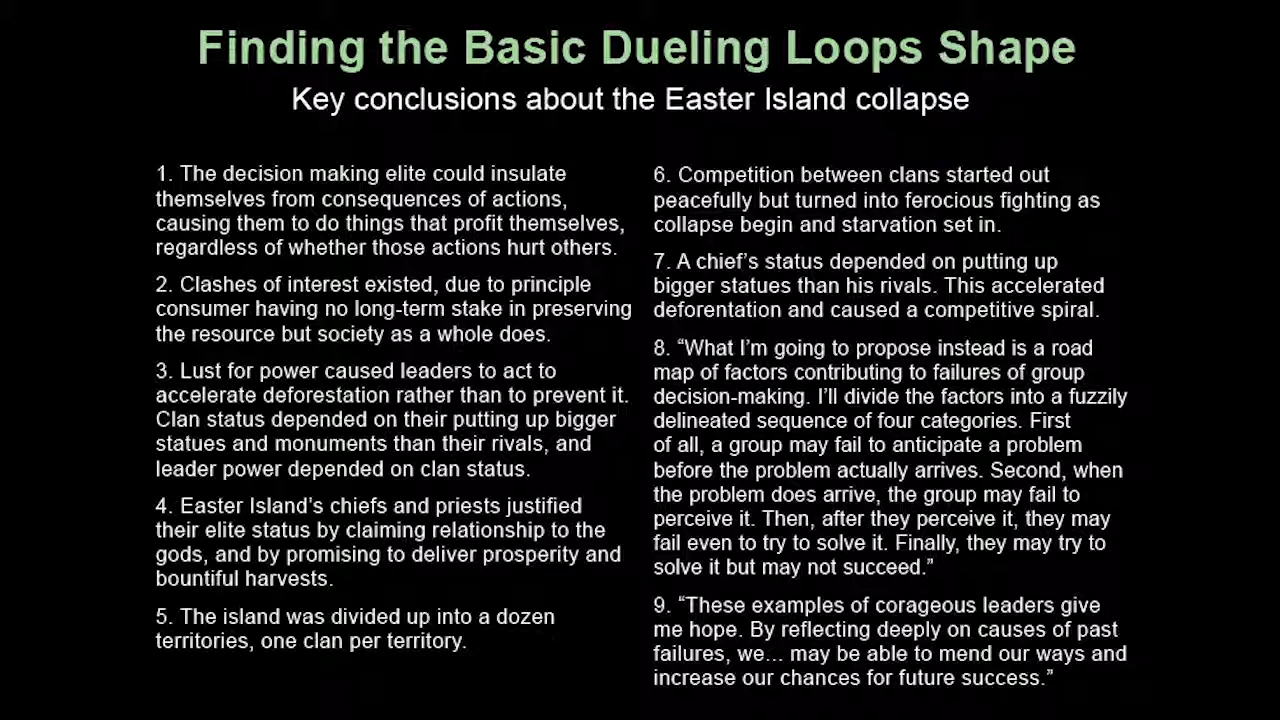 Finding the Basic Dueling Loops Shape
Key conclusions about the Easter Island collapse
1. The decision making elite could insulate
themselves from consequences of actions,
causing them to do things that profit themselves,
regardless of whether those actions hurt others.
2. Clashes of interest existed, due to principle
consumer having no long-term stake in preserving
the resource but society as a whole does.
3. Lust for power caused leaders to act to
accelerate deforestation rather than to prevent it.
Clan status depended on their putting up bigger
statues and monuments than their rivals, and
leader power depended on clan status.
4. Easter Island's chiefs and priests justified
their elite status by claiming relationship to the
gods, and by promising to deliver prosperity and
bountiful harvests.
5. The island was divided up into a dozen
territories, one clan per territory.
6. Competition between clans started out
peacefully but turned into ferocious fighting as
collapse begin and starvation set in.
7. A chief's status depended on putting up
bigger statues than his rivals. This accelerated
deforentation and caused a competitive spiral.
8. “What I'm going to propose instead is a road
map of factors contributing to failures of group
decision-making. I'll divide the factors into a fuzzily
delineated sequence of four categories. First
of all, a group may fail to anticipate a problem
before the problem actually arrives. Second, when
the problem does arrive, the group may fail to
perceive it. Then, after they perceive it, they may
fail even to try to solve it. Finally, they may try to
solve it but may not succeed.”
9. “These examples of corageous leaders give
me hope. By reflecting deeply on causes of past
failures, we... may be able to mend our ways and
increase our chances for future success.”